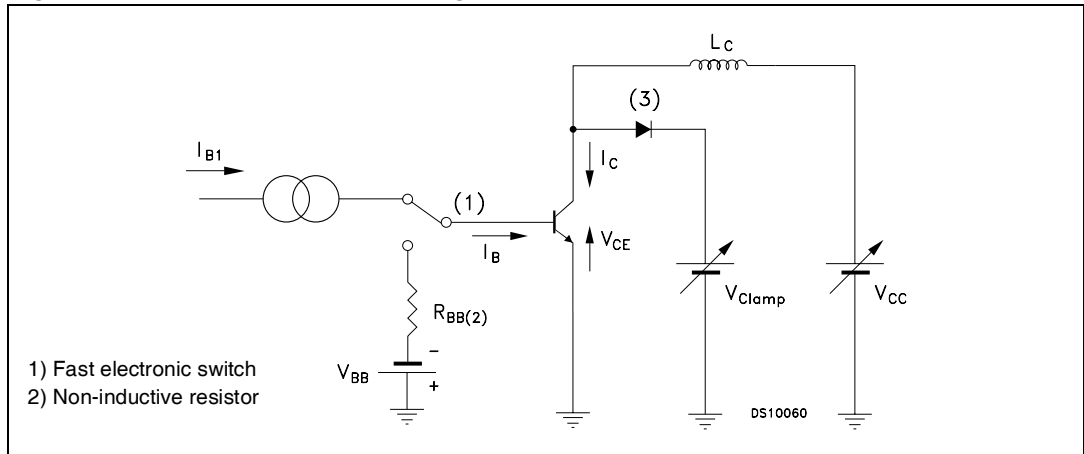 L_C
(3)
I_B1
I_C
(1)
I_B
V_CE
V_Clamp
V_CC
R_BB(2)
V_BB
−
+
1) Fast electronic switch
2) Non-inductive resistor
DS10060